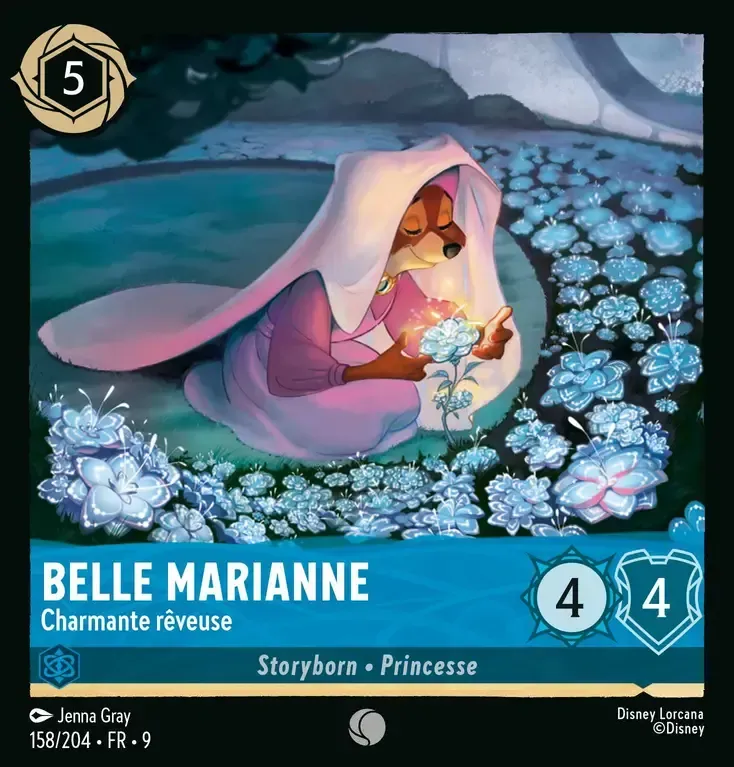 5
BELLE MARIANNE
Charmante rêveuse
4 4
Storyborn • Princesse
Jenna Gray
158/204 • FR • 9
Disney Lorcana
©Disney